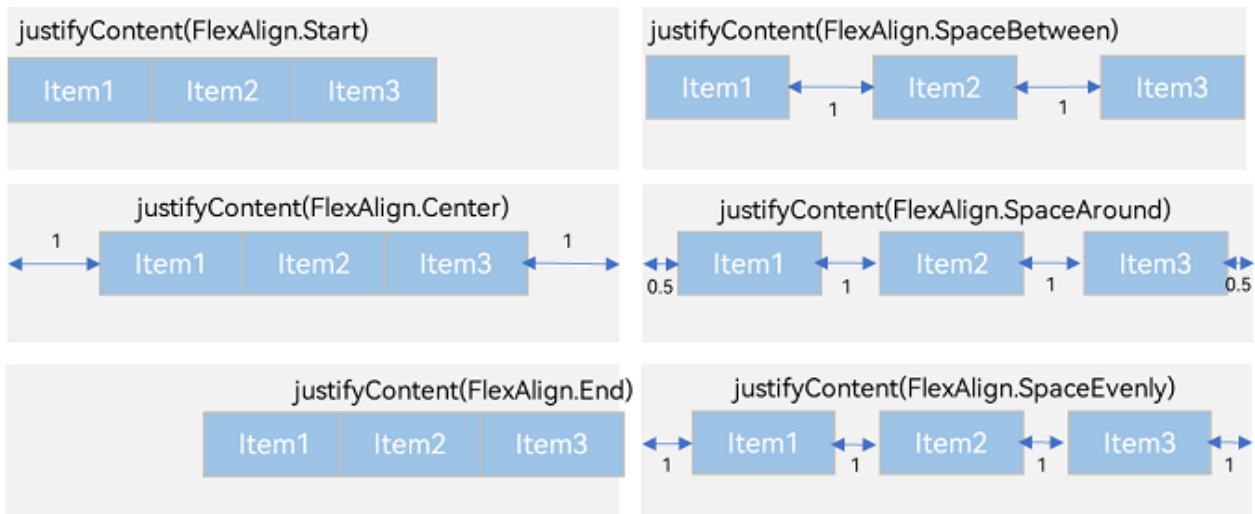 justifyContent(FlexAlign.Start)
Item1 Item2 Item3
justifyContent(FlexAlign.SpaceBetween)
Item1 Item2 Item3
1 1
justifyContent(FlexAlign.Center)
1 1
Item1 Item2 Item3
justifyContent(FlexAlign.SpaceAround)
Item1 Item2 Item3
0.5 1 1 0.5
justifyContent(FlexAlign.End)
Item1 Item2 Item3
justifyContent(FlexAlign.SpaceEvenly)
Item1 Item2 Item3
1 1 1 1